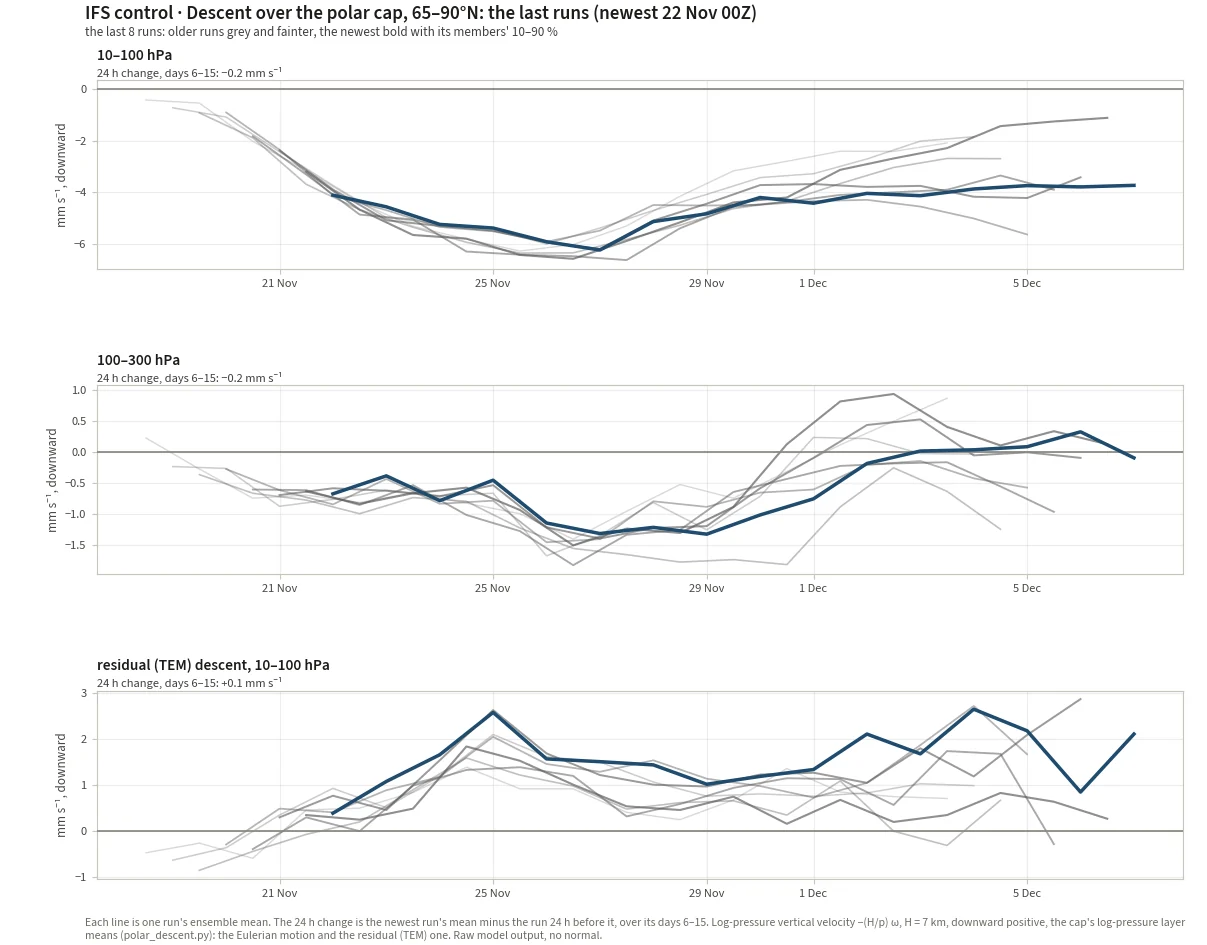 IFS control · Descent over the polar cap, 65–90°N: the last runs (newest 22 Nov 00Z)
the last 8 runs: older runs grey and fainter, the newest bold with its members' 10–90 %
10–100 hPa
24 h change, days 6–15: −0.2 mm s⁻¹
0
−2
−4
−6
mm s⁻¹, downward
21 Nov
25 Nov
29 Nov
1 Dec
5 Dec
100–300 hPa
24 h change, days 6–15: −0.2 mm s⁻¹
1.0
0.5
0.0
−0.5
−1.0
−1.5
mm s⁻¹, downward
21 Nov
25 Nov
29 Nov
1 Dec
5 Dec
residual (TEM) descent, 10–100 hPa
24 h change, days 6–15: +0.1 mm s⁻¹
3
2
1
0
−1
mm s⁻¹, downward
21 Nov
25 Nov
29 Nov
1 Dec
5 Dec
Each line is one run's ensemble mean. The 24 h change is the newest run's mean minus the run 24 h before it, over its days 6–15. Log-pressure vertical velocity −(H/p) ω, H = 7 km, downward positive, the cap's log-pressure layer
means (polar_descent.py): the Eulerian motion and the residual (TEM) one. Raw model output, no normal.